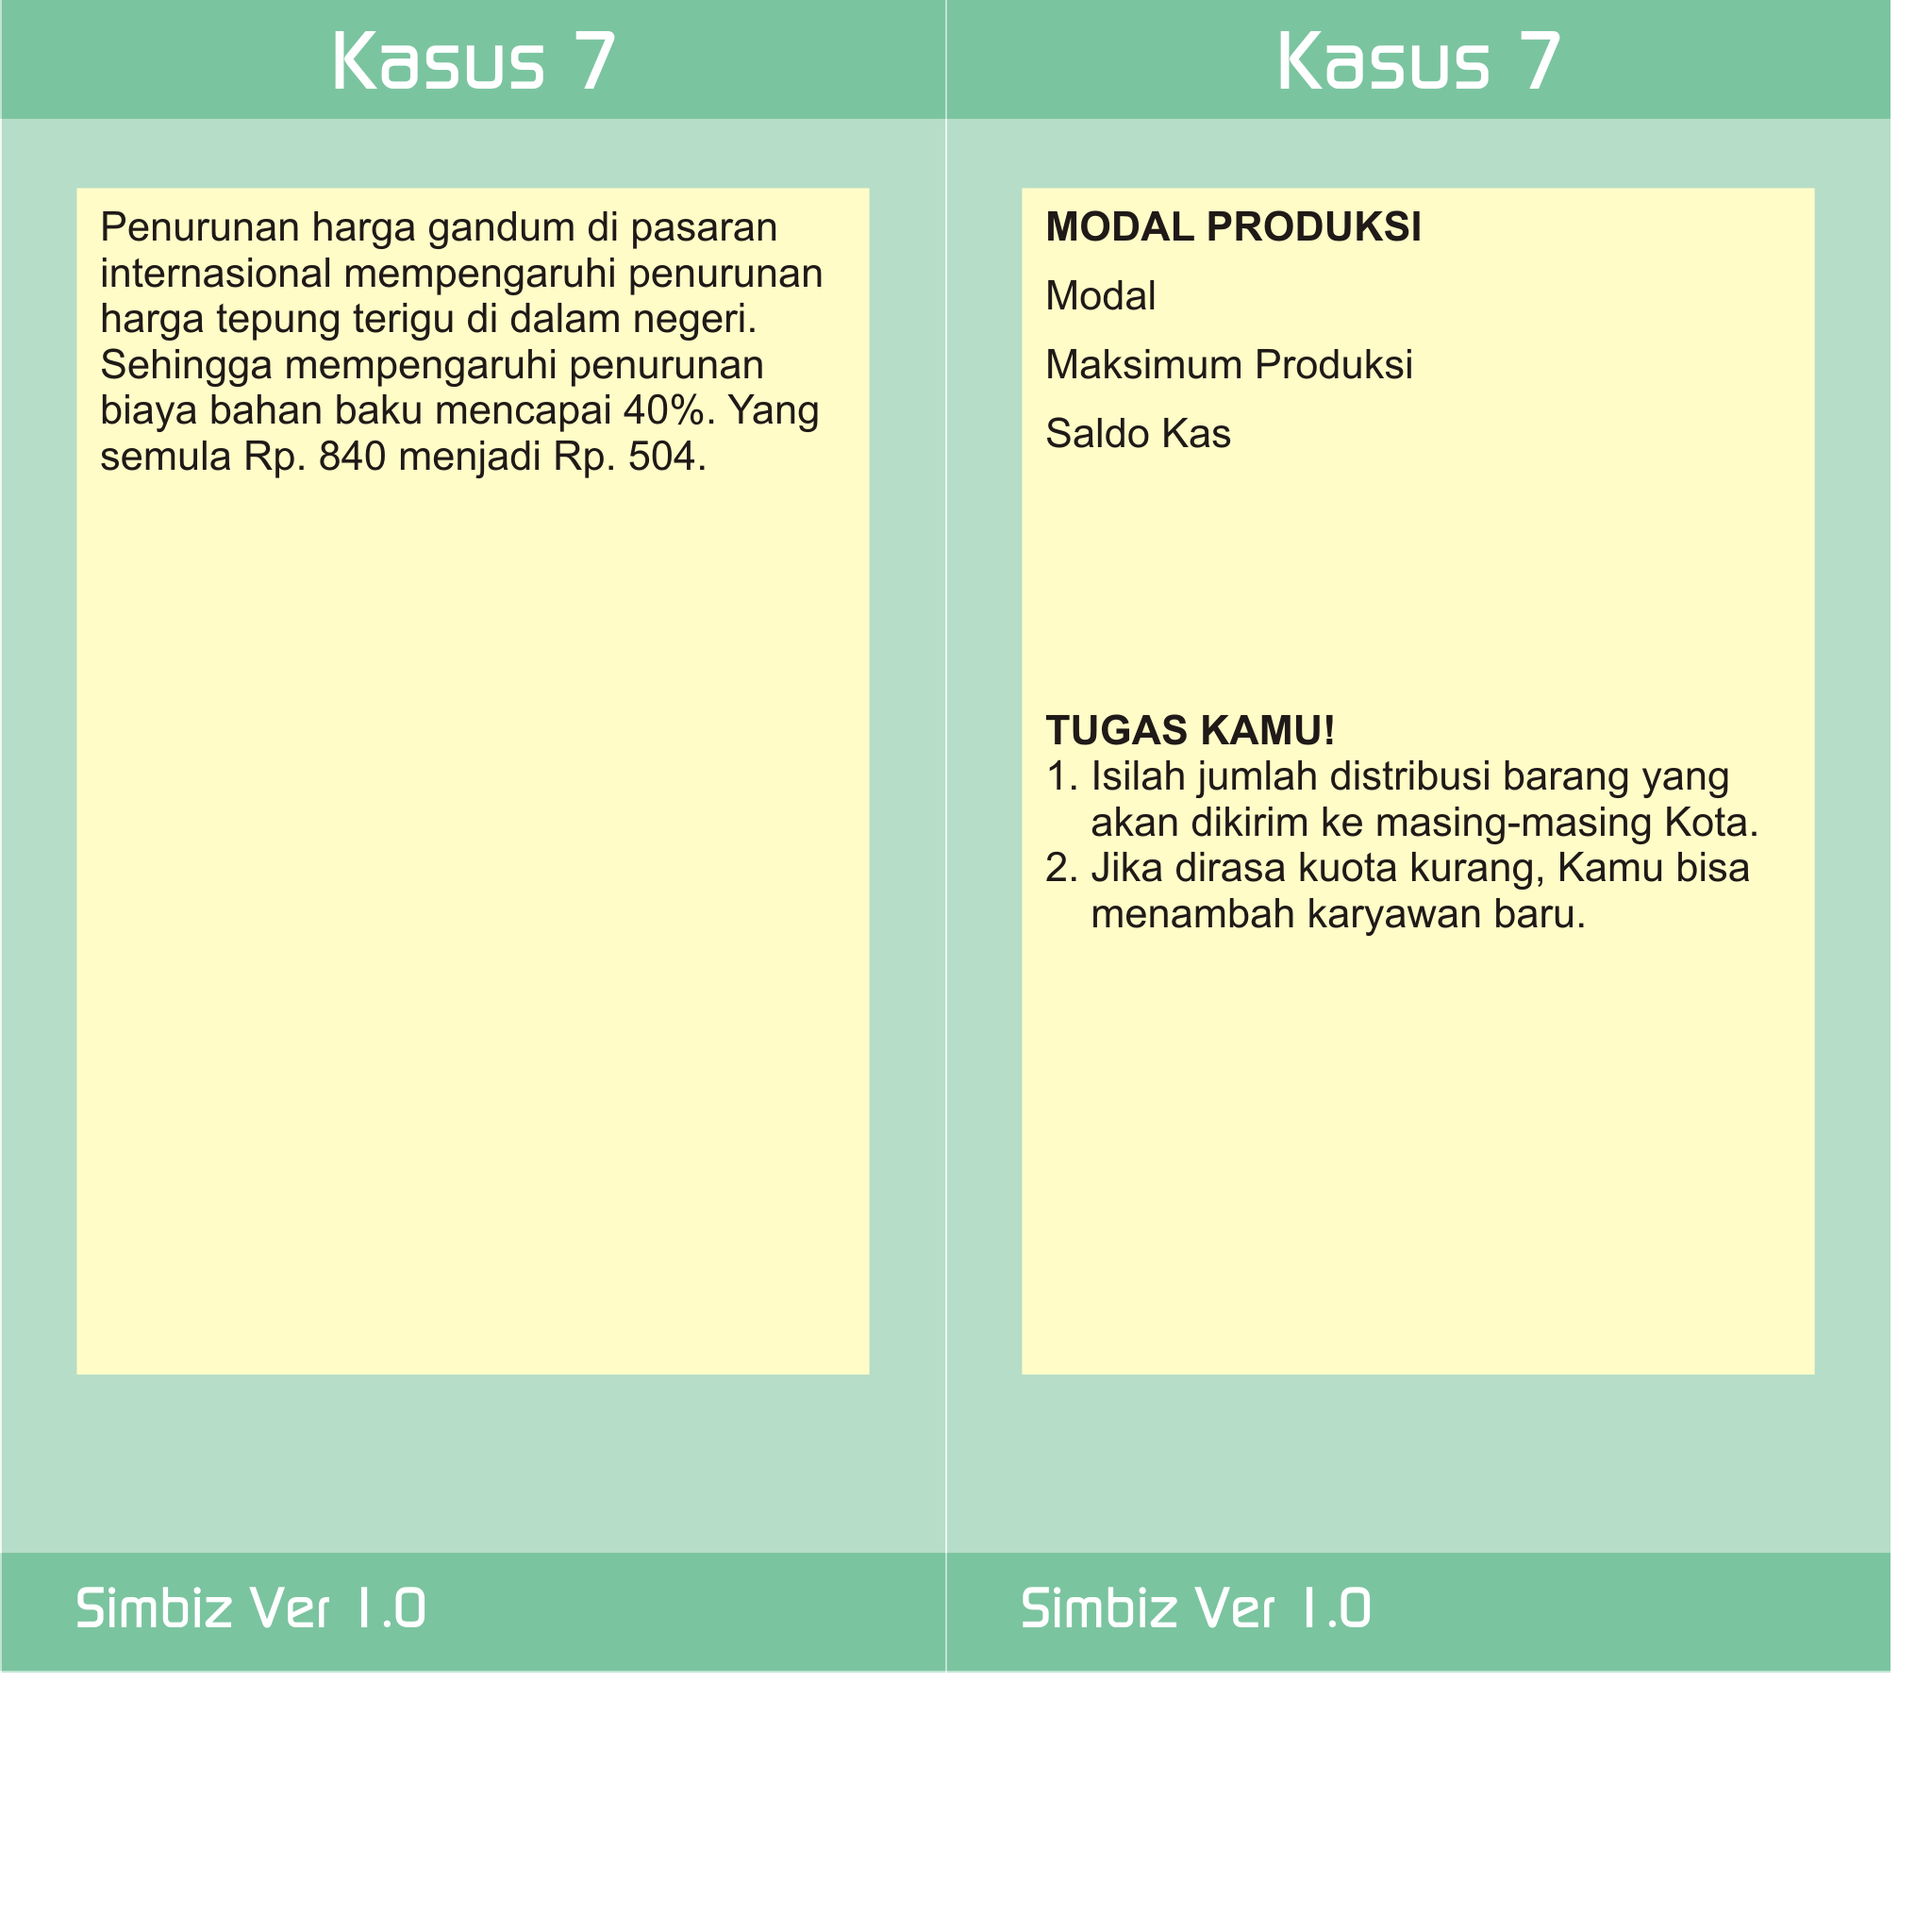 Kasus 7
Penurunan harga gandum di pasaran
internasional mempengaruhi penurunan
harga tepung terigu di dalam negeri.
Sehingga mempengaruhi penurunan
biaya bahan baku mencapai 40%. Yang
semula Rp. 840 menjadi Rp. 504.
Simbiz Ver 1.0
Kasus 7
MODAL PRODUKSI
Modal
Maksimum Produksi
Saldo Kas
TUGAS KAMU!
1. Isilah jumlah distribusi barang yang
akan dikirim ke masing-masing Kota.
2. Jika dirasa kuota kurang, Kamu bisa
menambah karyawan baru.
Simbiz Ver 1.0